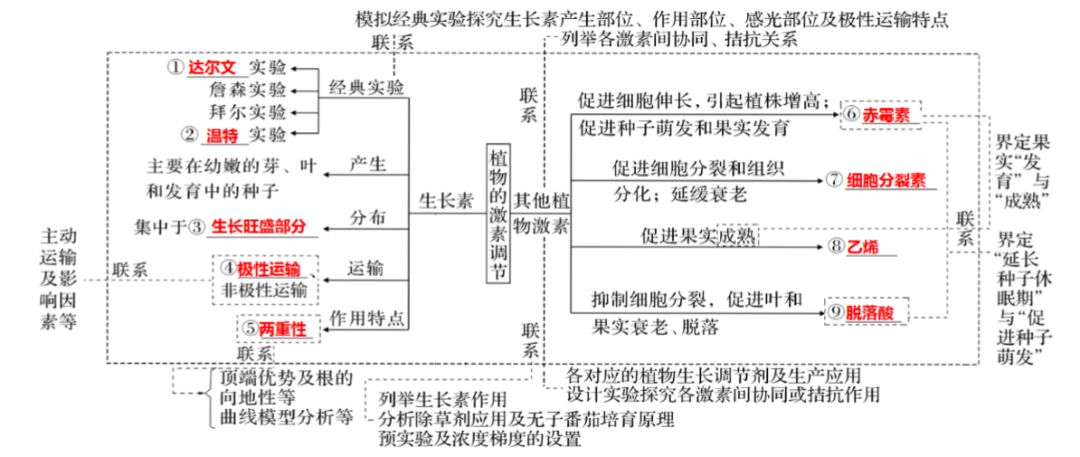 模拟经典实验探究生长素产生部位、作用部位、感光部位及极性运输特点
联系
列举各激素间协同、拮抗关系
①达尔文 实验
詹森实验
拜尔实验
② 温特 实验
经典实验
主要在幼嫩的芽、叶
和发育中的种子
产生
集中于③ 生长旺盛部分
分布
④极性运输、
非极性运输
运输
⑤两重性
作用特点
主动
运输
及影
响因
素等
联系
联系
顶端优势及根的
向地性等
曲线模型分析等
生长素
植物的激素调节
其他植
物激素
联系
促进细胞伸长，引起植株增高；
促进种子萌发和果实发育
⑥赤霉素
促进细胞分裂和组织
分化；延缓衰老
⑦细胞分裂素
促进果实成熟
⑧乙烯
抑制细胞分裂，促进叶和
果实衰老、脱落
⑨脱落酸
联系
联系
界定果
实“发
育”与
“成熟”
界定
“延长
种子休
眠期”
与“促
进种子
萌发”
各对应的植物生长调节剂及生产应用
设计实验探究各激素间协同或拮抗作用
列举生长素作用
分析除草剂应用及无子番茄培育原理
预实验及浓度梯度的设置